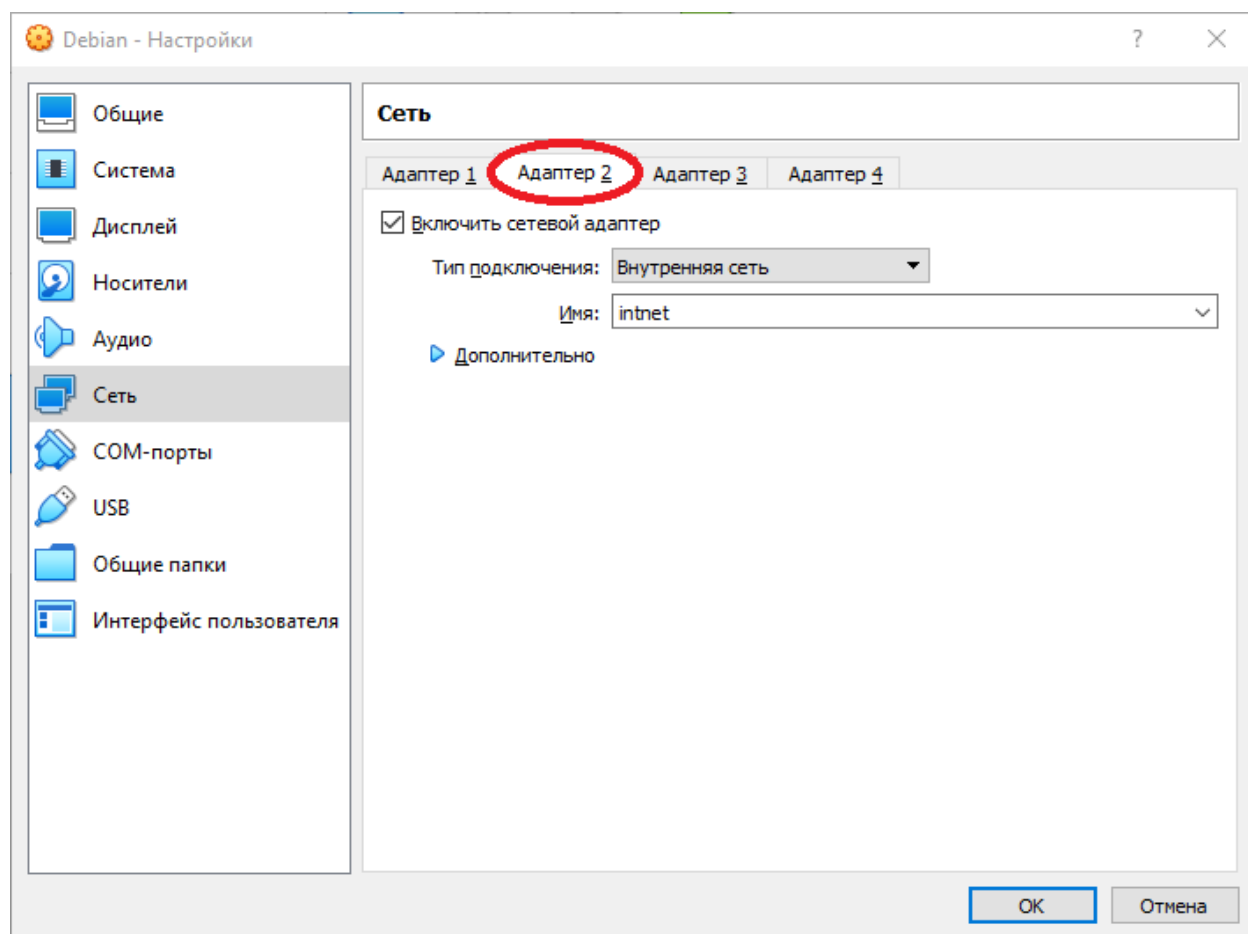 Debian - Настройки
?
Общие
Система
Дисплей
Носители
Аудио
Сеть
COM-порты
USB
Общие папки
Интерфейс пользователя
Сеть
Адаптер 1 Адаптер 2 Адаптер 3 Адаптер 4
Включить сетевой адаптер
Тип подключения: Внутренняя сеть
Имя: intnet
Дополнительно
OK Отмена